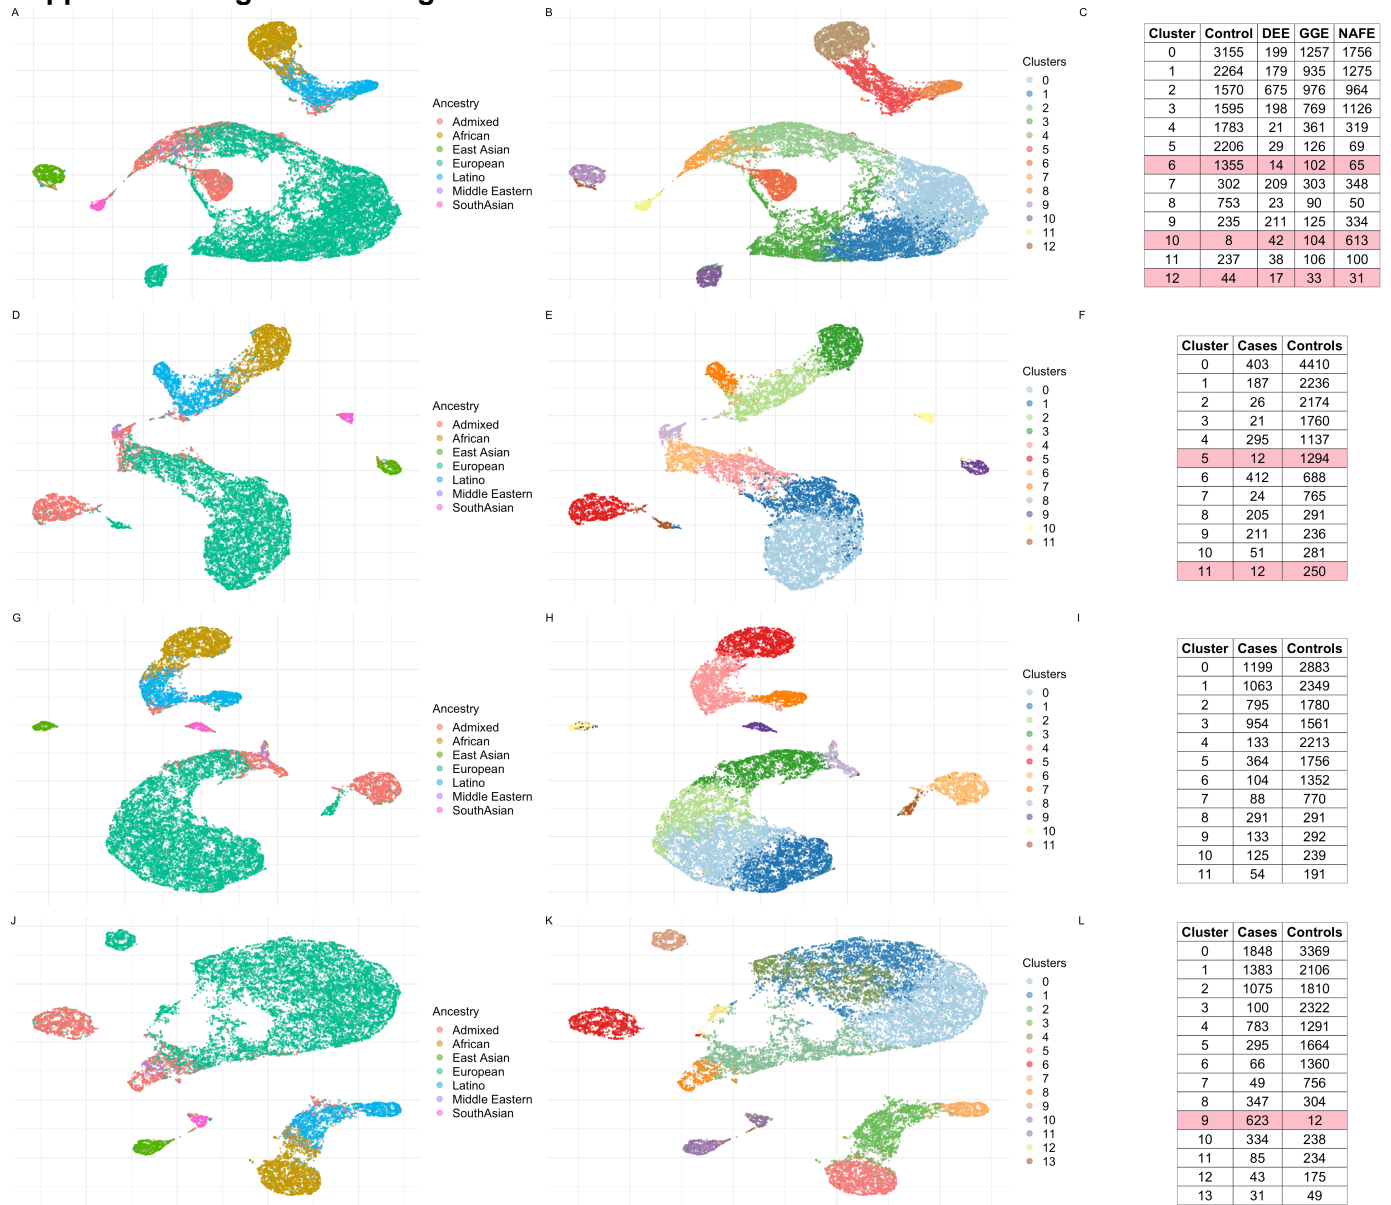 A
B
C
Ancestry
Admixed
African
East Asian
European
Latino
Middle Eastern
SouthAsian
Clusters
0
1
2
3
4
5
6
7
8
9
10
11
12
Cluster Control DEE GGE NAFE
0 3155 199 1257 1756
1 2264 179 935 1275
2 1570 675 976 964
3 1595 198 769 1126
4 1783 21 361 319
5 2206 29 126 69
6 1355 14 102 65
7 302 209 303 348
8 753 23 90 50
9 235 211 125 334
10 8 42 104 613
11 237 38 106 100
12 44 17 33 31
D
E
F
Ancestry
Admixed
African
East Asian
European
Latino
Middle Eastern
SouthAsian
Clusters
0
1
2
3
4
5
6
7
8
9
10
11
Cluster Cases Controls
0 403 4410
1 187 2236
2 26 2174
3 21 1760
4 295 1137
5 12 1294
6 412 688
7 24 765
8 205 291
9 211 236
10 51 281
11 12 250
G
H
I
Ancestry
Admixed
African
East Asian
European
Latino
Middle Eastern
SouthAsian
Clusters
0
1
2
3
4
5
6
7
8
9
10
11
Cluster Cases Controls
0 1199 2883
1 1063 2349
2 795 1780
3 954 1561
4 133 2213
5 364 1756
6 104 1352
7 88 770
8 291 291
9 133 292
10 125 239
11 54 191
J
K
L
Ancestry
Admixed
African
East Asian
European
Latino
Middle Eastern
SouthAsian
Clusters
0
1
2
3
4
5
6
7
8
9
10
11
12
13
Cluster Cases Controls
0 1848 3369
1 1383 2106
2 1075 1810
3 100 2322
4 783 1291
5 295 1664
6 66 1360
7 49 756
8 347 304
9 623 12
10 334 238
11 85 234
12 43 175
13 31 49